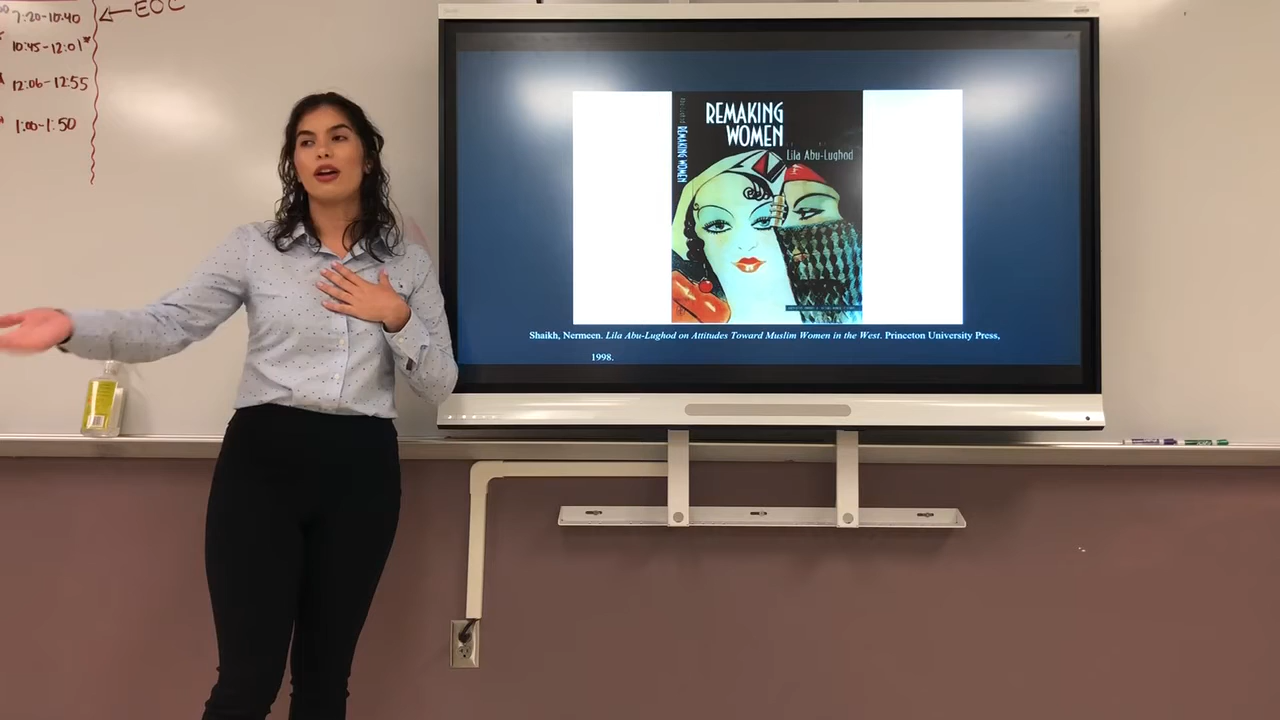 7:20-10:40
EOC
10:45-12:01*
12:06-12:55
1:00-1:50
REMAKING
WOMEN
Lila Abu-Lughod
REMAKING WOMEN
Shaikh, Nermeen. Lila Abu-Lughod on Attitudes Toward Muslim Women in the West. Princeton University Press,
1998.